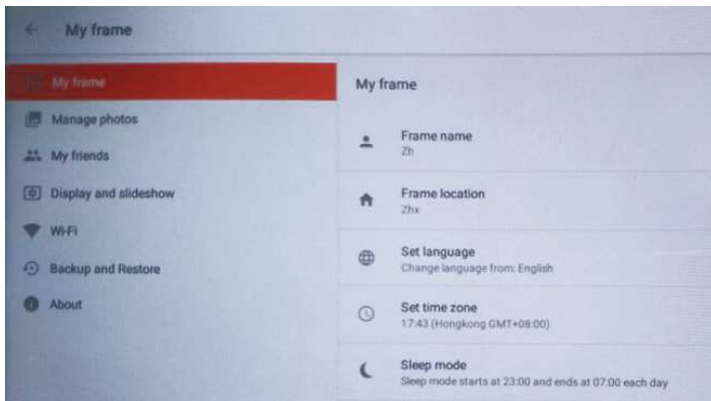 My frame
My frame
Manage photos
My friends
Display and slideshow
Wi-Fi
Backup and Restore
About
My frame
Frame name
Zh
Frame location
Zhx
Set language
Change language from: English
Set time zone
17:43 (Hongkong GMT+08:00)
Sleep mode
Sleep mode starts at 23:00 and ends at 07:00 each day